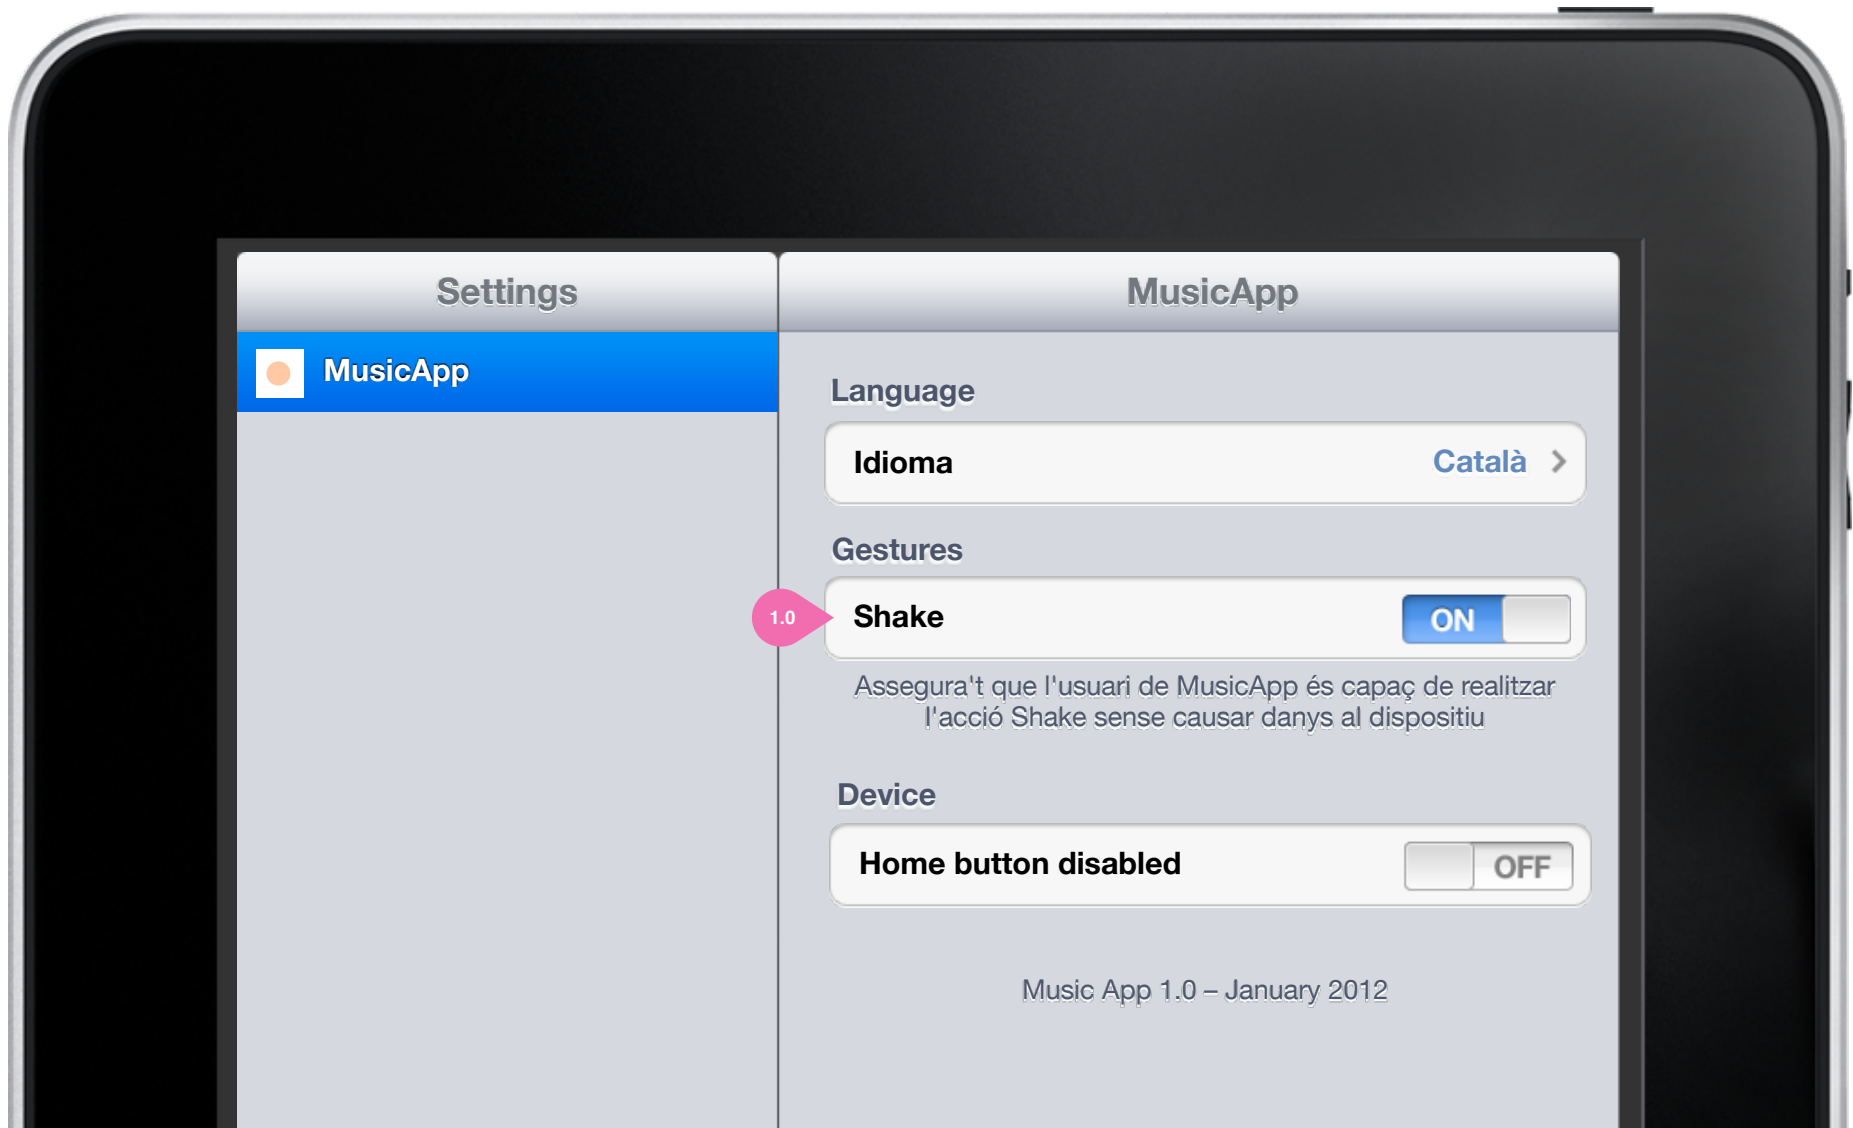 Settings
MusicApp
MusicApp
Language
Idioma Català
Gestures
1.0
Shake ON
Assegura't que l'usuari de MusicApp és capaç de realitzar
l'acció Shake sense causar danys al dispositiu
Device
Home button disabled OFF
Music App 1.0 – January 2012